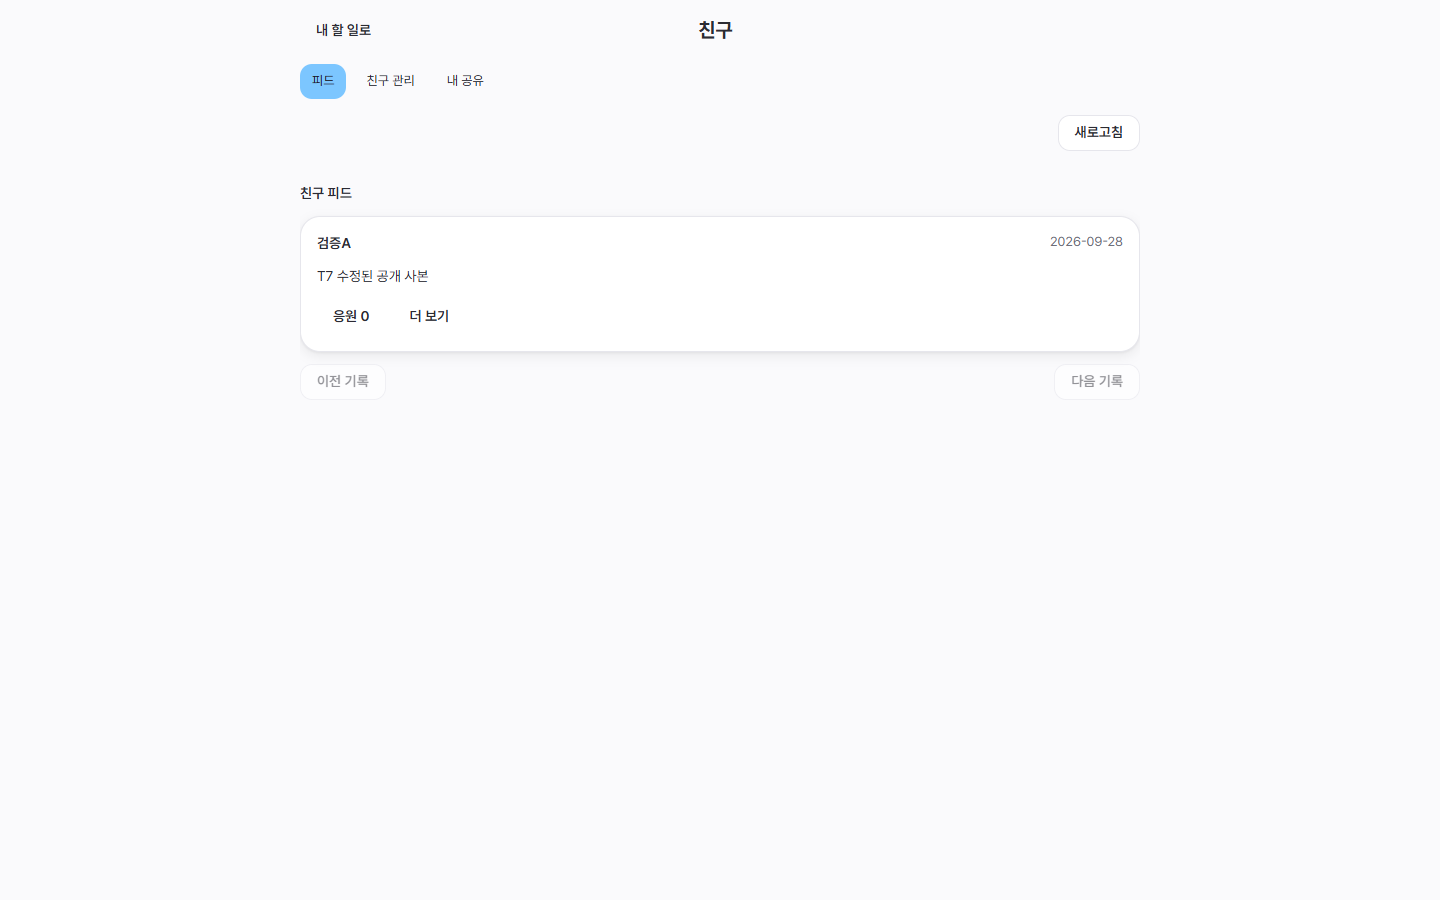 내 할 일로
친구
피드
친구 관리
내 공유
새로고침
친구 피드
검증A
2026-09-28
T7 수정된 공개 사본
응원 0
더 보기
이전 기록
다음 기록